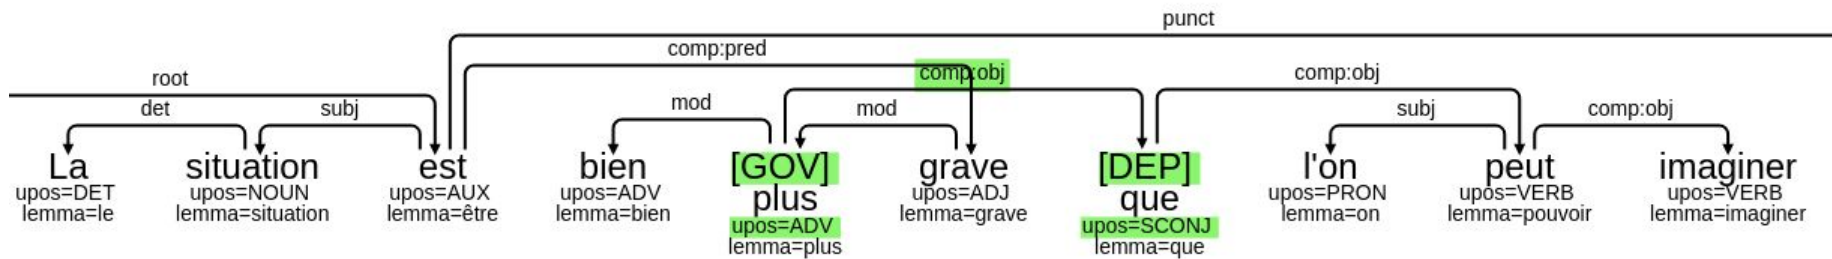 punct
comp:pred
root comp:obj comp:obj
det subj mod mod subj comp:obj
La situation est bien [GOV] grave [DEP] l'on peut imaginer
upos=DET upos=NOUN upos=AUX upos=ADV plus upos=ADJ que upos=PRON upos=VERB upos=VERB
lemma=le lemma=situation lemma=être lemma=bien upos=ADV lemma=grave upos=SCONJ lemma=on lemma=pouvoir lemma=imaginer
lemma=plus lemma=que